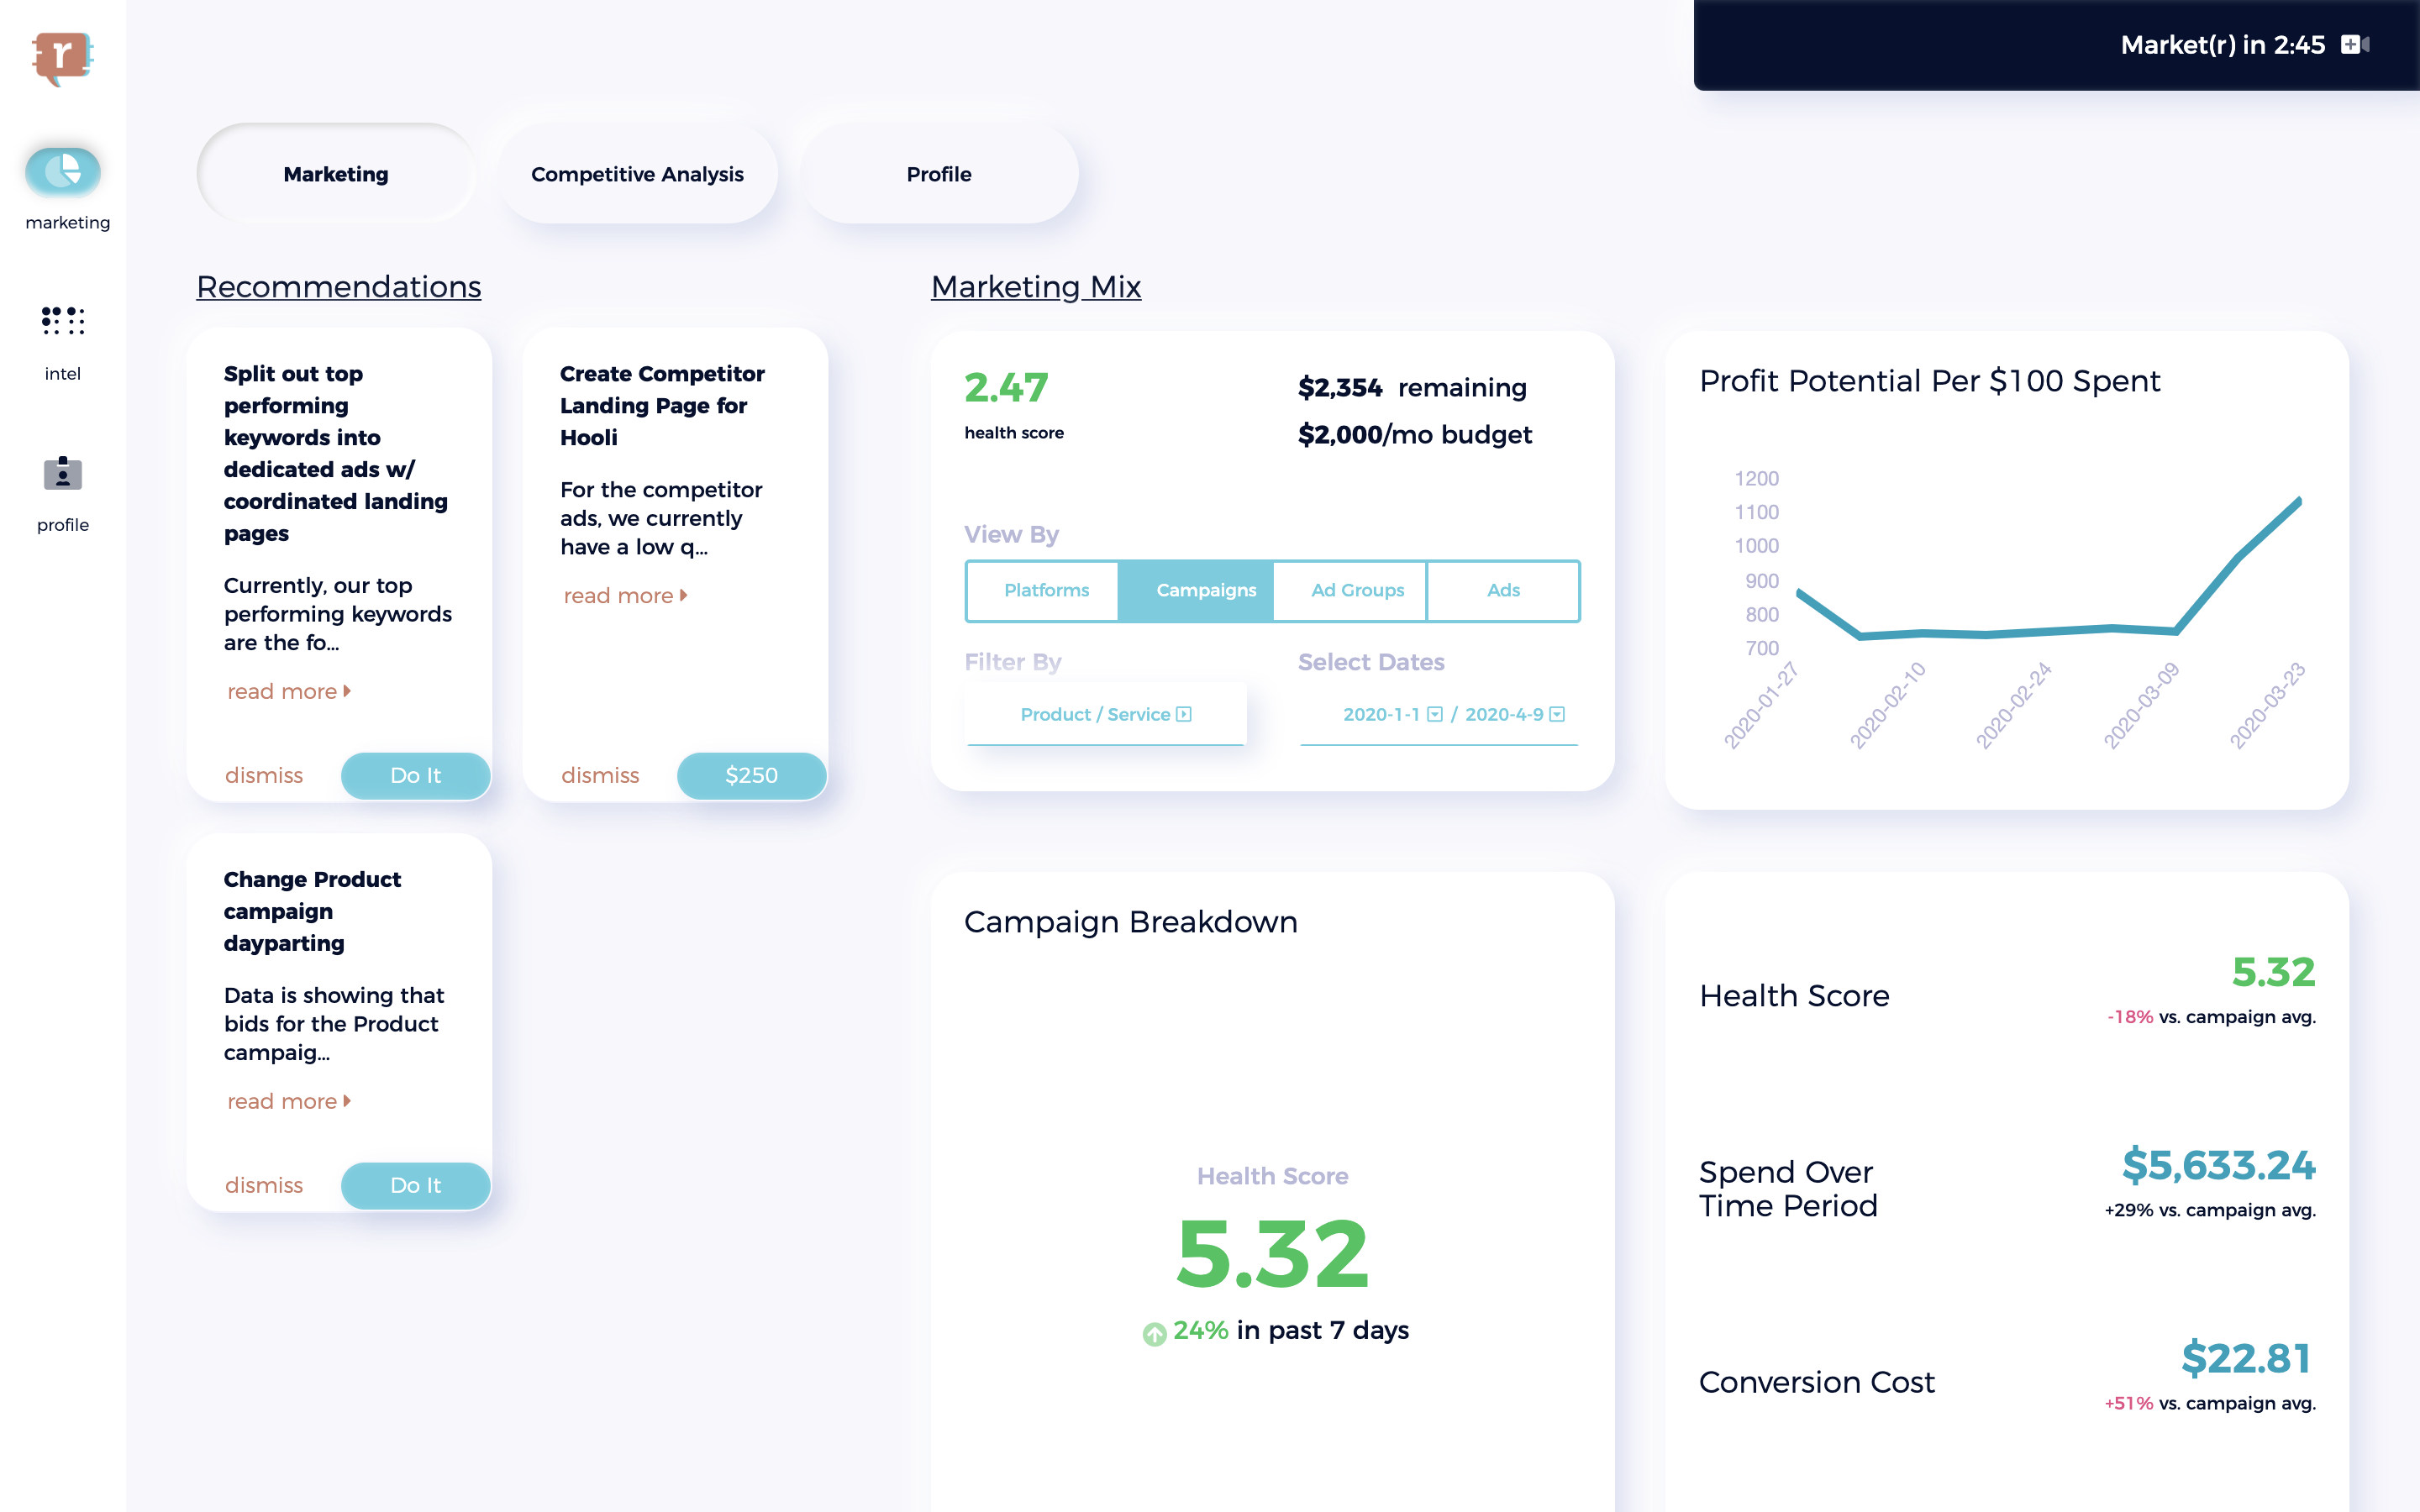 r
Market(r) in 2:45
marketing
intel
profile
Marketing
Competitive Analysis
Profile
Recommendations
Split out top
performing
keywords into
dedicated ads w/
coordinated landing
pages
Currently, our top
performing keywords
are the fo...
read more
dismiss
Do It
Create Competitor
Landing Page for
Hooli
For the competitor
ads, we currently
have a low q...
read more
dismiss
$250
Change Product
campaign
dayparting
Data is showing that
bids for the Product
campaig...
read more
dismiss
Do It
Marketing Mix
2.47
health score
$2,354 remaining
$2,000/mo budget
View By
Platforms
Campaigns
Ad Groups
Ads
Filter By
Product / Service
Select Dates
2020-1-1 / 2020-4-9
Profit Potential Per $100 Spent
1200
1100
1000
900
800
700
2020-01-27
2020-02-10
2020-02-24
2020-03-09
2020-03-23
Campaign Breakdown
Health Score
5.32
24% in past 7 days
Health Score
5.32
-18% vs. campaign avg.
Spend Over
Time Period
$5,633.24
+29% vs. campaign avg.
Conversion Cost
$22.81
+51% vs. campaign avg.